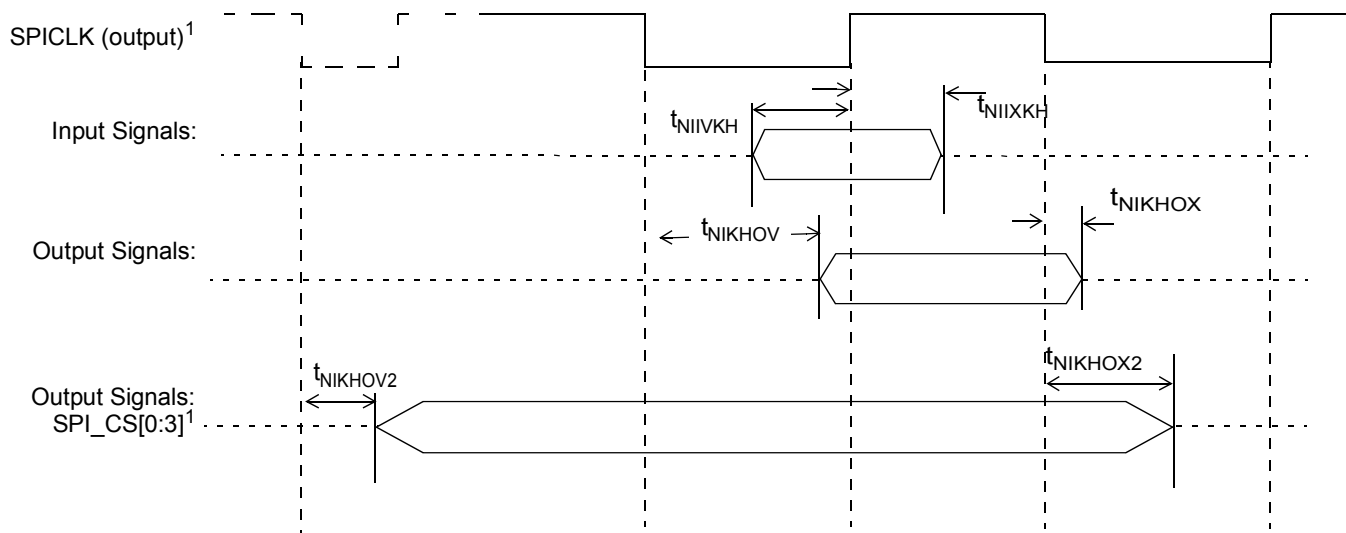 SPICLK (output)1
Input Signals:
tNIIVKH
tNIIXKH
Output Signals:
tNIKHOV
tNIKHOX
Output Signals:
SPI_CS[0:3]1
tNIKHOV2
tNIKHOX2